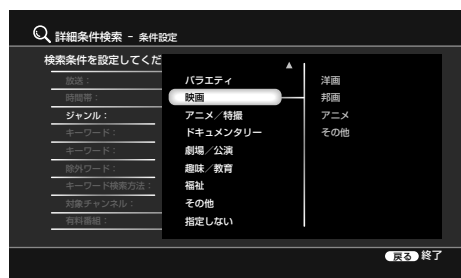 詳細条件検索 - 条件設定
検索条件を設定してくだ
放送：
時間帯：
ジャンル：
キーワード：
キーワード：
除外ワード：
キーワード検索方法：
対象チャンネル：
有料番組：
▲
バラエティ
映画
アニメ／特撮
ドキュメンタリー
劇場／公演
趣味／教育
福祉
その他
指定しない
洋画
邦画
アニメ
その他
戻る 終了